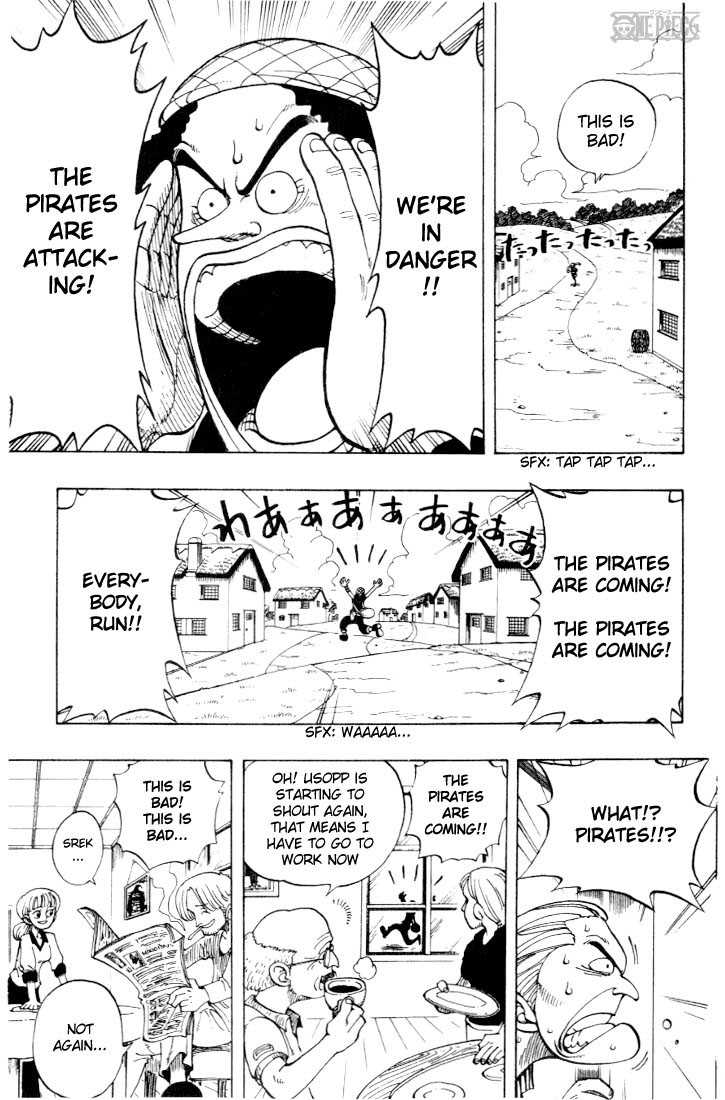 ONE PIECE
THIS IS
BAD!
たったったったっ
SFX: TAP TAP TAP...
WE'RE
IN
DANGER
!!
THE
PIRATES
ARE
ATTACK-
ING!
THE PIRATES
ARE COMING!
THE PIRATES
ARE COMING!
わあぁぁあぁあぁあぁ
EVERY-
BODY,
RUN!!
SFX: WAAAAA...
WHAT!?
PIRATES!!?
THE
PIRATES
ARE
COMING!!
OH! USOPP IS
STARTING TO
SHOUT AGAIN,
THAT MEANS I
HAVE TO GO TO
WORK NOW
THIS IS
BAD!
THIS IS
BAD...
SREK
...
NOT
AGAIN...